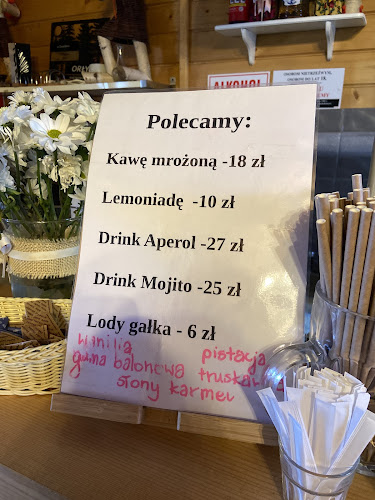 ALKOHOL
Polecamy:
Kawę mrożoną -18 zł
Lemoniadę -10 zł
Drink Aperol -27 zł
Drink Mojito -25 zł
Lody gałka - 6 zł
wanilia pistacja
guma balonowa
słony karmel